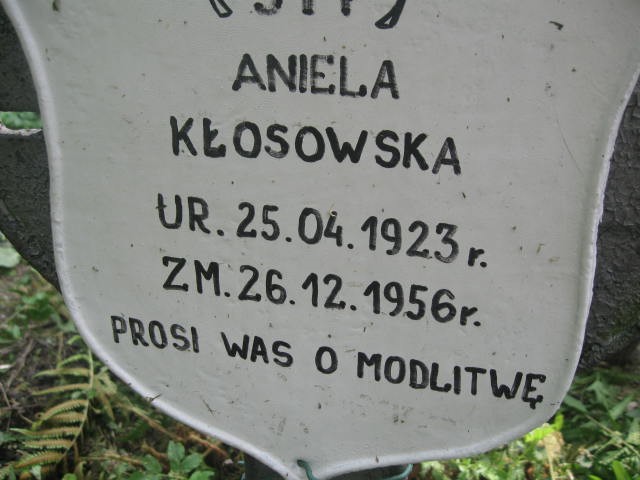 ANIELA
KŁOSOWSKA
UR. 25.04.1923 r.
ZM. 26.12.1956 r.
PROSI WAS O MODLITWĘ